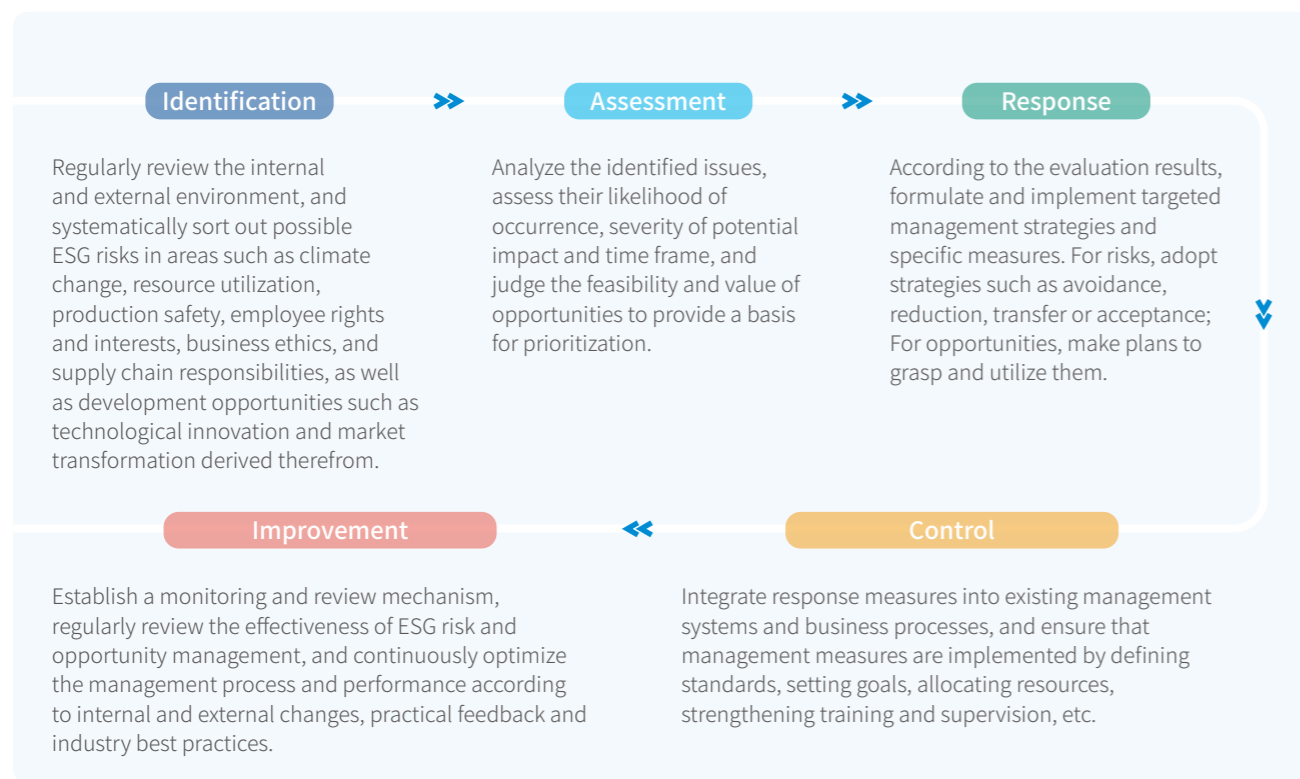 Identification
Regularly review the internal
and external environment, and
systematically sort out possible
ESG risks in areas such as climate
change, resource utilization,
production safety, employee rights
and interests, business ethics, and
supply chain responsibilities, as well
as development opportunities such as
technological innovation and market
transformation derived therefrom.
Assessment
Analyze the identified issues,
assess their likelihood of
occurrence, severity of potential
impact and time frame, and
judge the feasibility and value of
opportunities to provide a basis
for prioritization.
Response
According to the evaluation results,
formulate and implement targeted
management strategies and
specific measures. For risks, adopt
strategies such as avoidance,
reduction, transfer or acceptance;
For opportunities, make plans to
grasp and utilize them.
Control
Integrate response measures into existing management
systems and business processes, and ensure that
management measures are implemented by defining
standards, setting goals, allocating resources,
strengthening training and supervision, etc.
Improvement
Establish a monitoring and review mechanism,
regularly review the effectiveness of ESG risk and
opportunity management, and continuously optimize
the management process and performance according
to internal and external changes, practical feedback and
industry best practices.